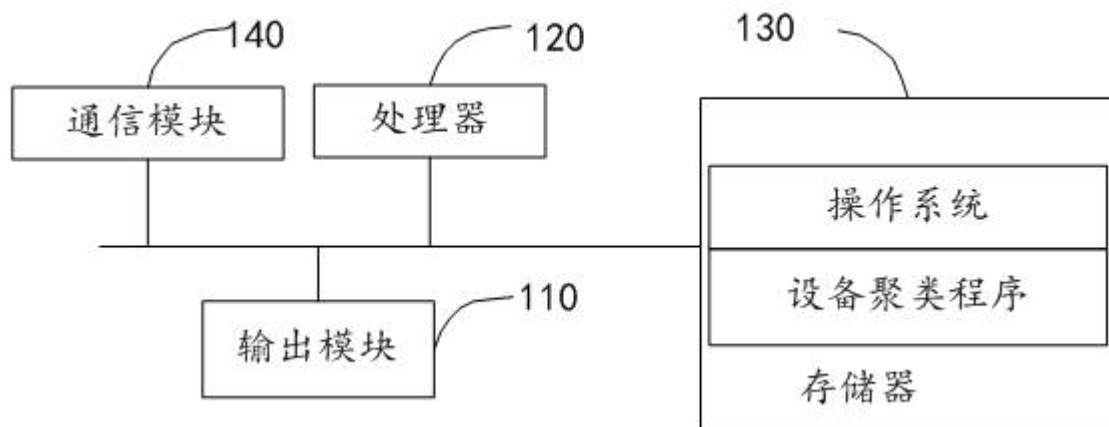 140
120
130
通信模块
处理器
操作系统
设备聚类程序
110
输出模块
存储器